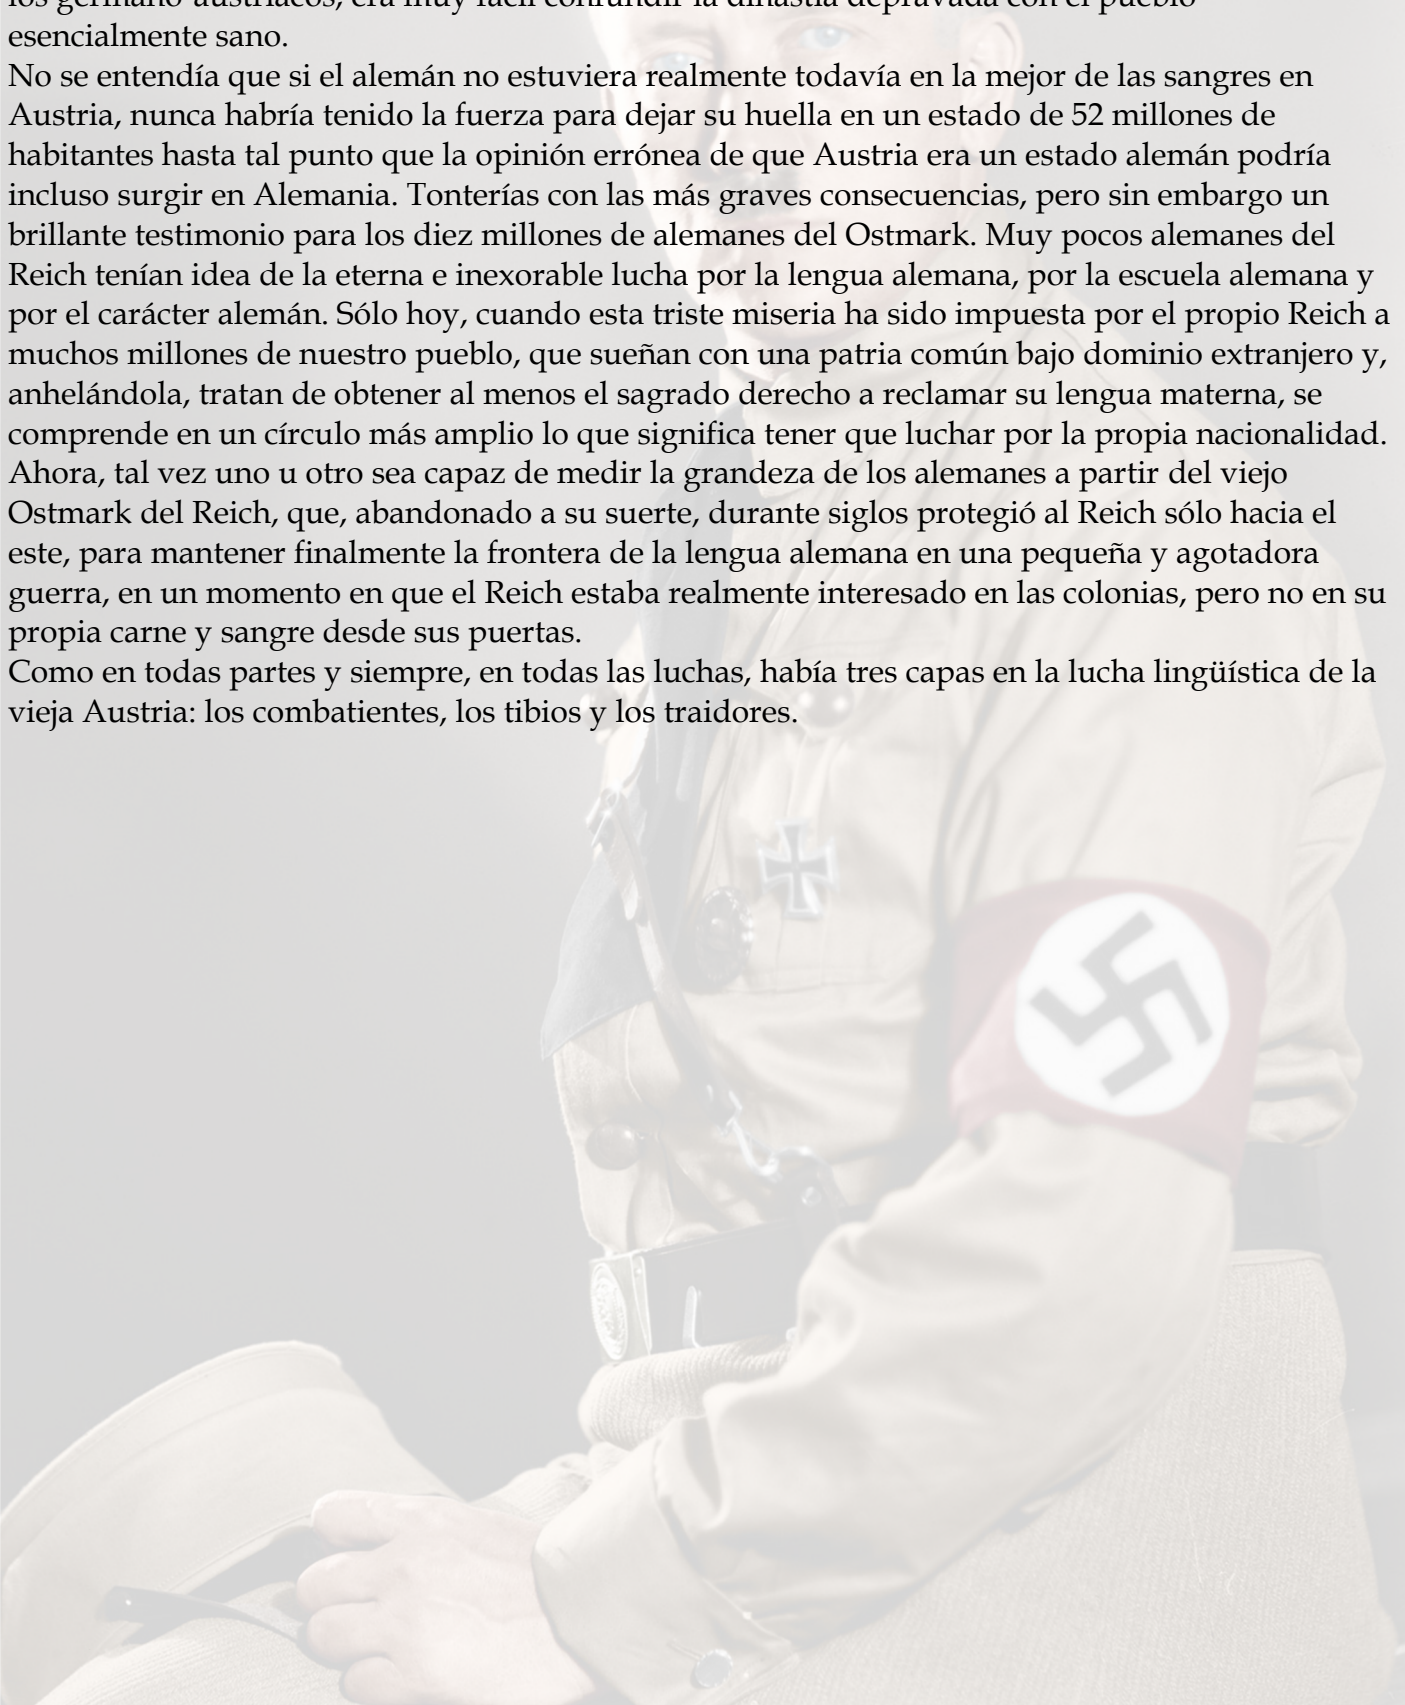 los germano-austriacos, era muy fácil confundir la dinastía depravada con el pueblo
esencialmente sano.
No se entendía que si el alemán no estuviera realmente todavía en la mejor de las sangres en
Austria, nunca habría tenido la fuerza para dejar su huella en un estado de 52 millones de
habitantes hasta tal punto que la opinión errónea de que Austria era un estado alemán podría
incluso surgir en Alemania. Tonterías con las más graves consecuencias, pero sin embargo un
brillante testimonio para los diez millones de alemanes del Ostmark. Muy pocos alemanes del
Reich tenían idea de la eterna e inexorable lucha por la lengua alemana, por la escuela alemana y
por el carácter alemán. Sólo hoy, cuando esta triste miseria ha sido impuesta por el propio Reich a
muchos millones de nuestro pueblo, que sueñan con una patria común bajo dominio extranjero y,
anhelándola, tratan de obtener al menos el sagrado derecho a reclamar su lengua materna, se
comprende en un círculo más amplio lo que significa tener que luchar por la propia nacionalidad.
Ahora, tal vez uno u otro sea capaz de medir la grandeza de los alemanes a partir del viejo
Ostmark del Reich, que, abandonado a su suerte, durante siglos protegió al Reich sólo hacia el
este, para mantener finalmente la frontera de la lengua alemana en una pequeña y agotadora
guerra, en un momento en que el Reich estaba realmente interesado en las colonias, pero no en su
propia carne y sangre desde sus puertas.
Como en todas partes y siempre, en todas las luchas, había tres capas en la lucha lingüística de la
vieja Austria: los combatientes, los tibios y los traidores.